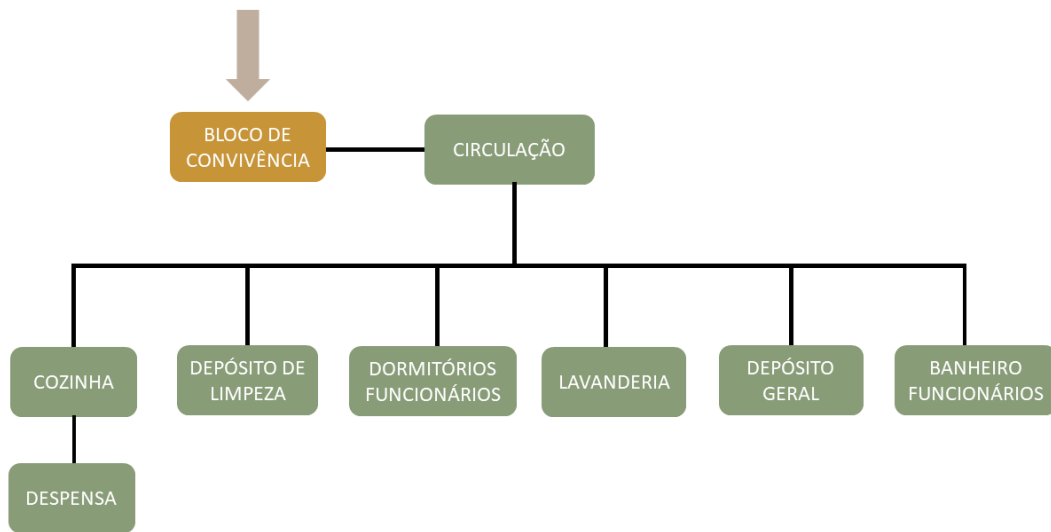 BLOCO DE
CONVIVÊNCIA
CIRCULAÇÃO
COZINHA
DEPÓSITO DE
LIMPEZA
DORMITÓRIOS
FUNCIONÁRIOS
LAVANDERIA
DEPÓSITO
GERAL
BANHEIRO
FUNCIONÁRIOS
DESPENSA